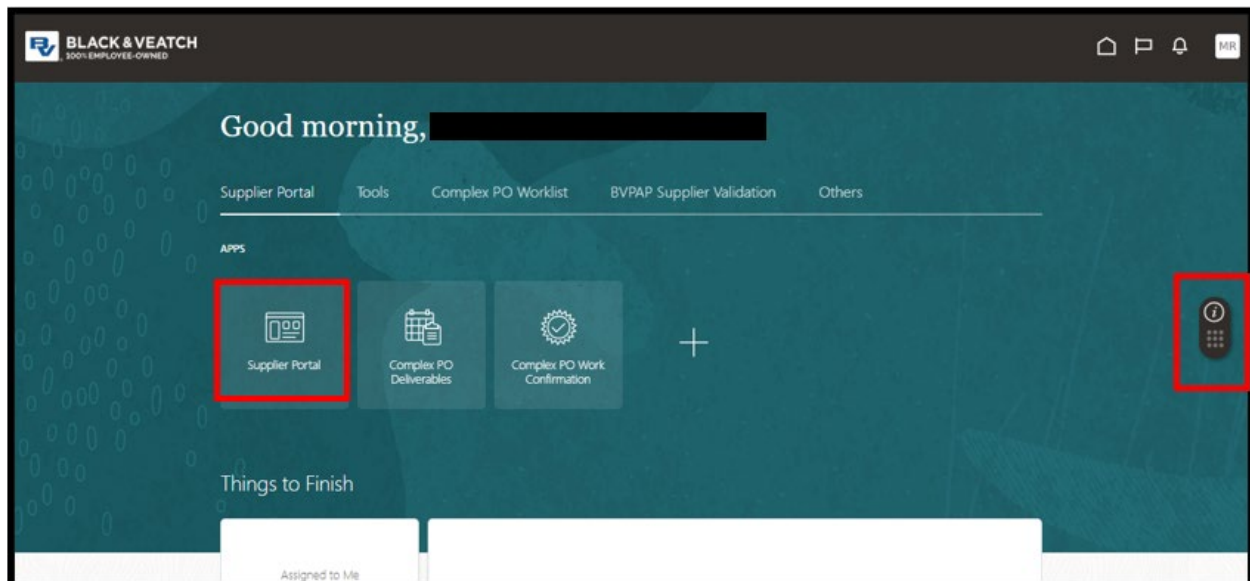 BLACK & VEATCH
100% EMPLOYEE-OWNED
MR
Good morning,
Supplier Portal Tools Complex PO Worklist BVPAP Supplier Validation Others
APPS
Supplier Portal
Complex PO
Deliverables
Complex PO Work
Confirmation
Things to Finish
Assigned to Me